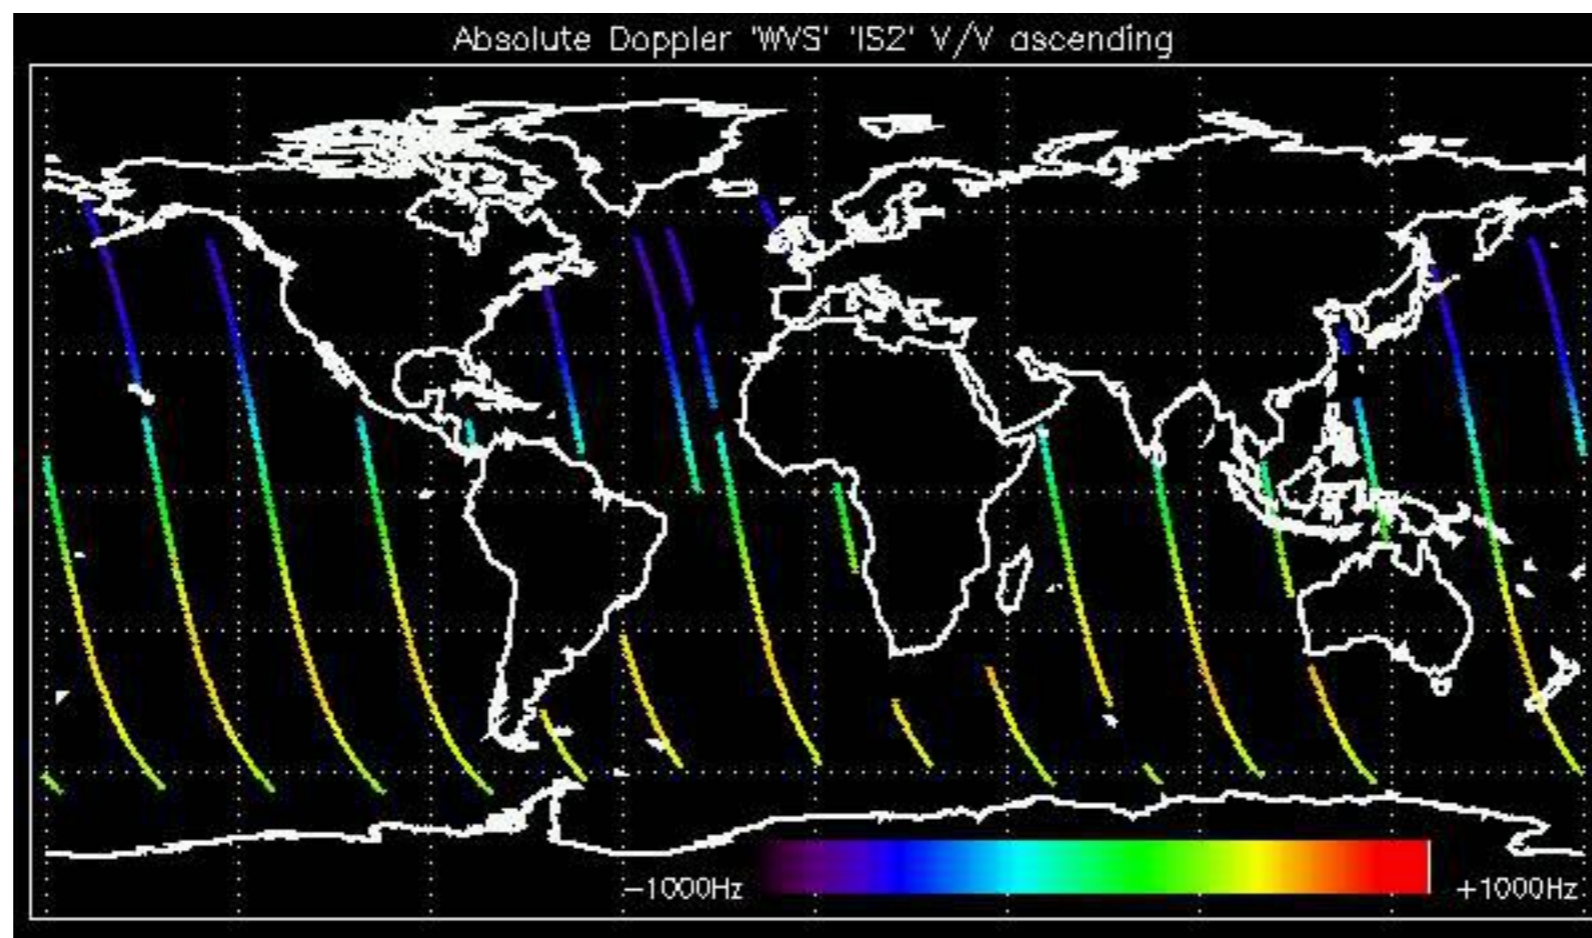 Absolute Doppler 'WVS' 'IS2' V/V ascending
−1000Hz +1000Hz